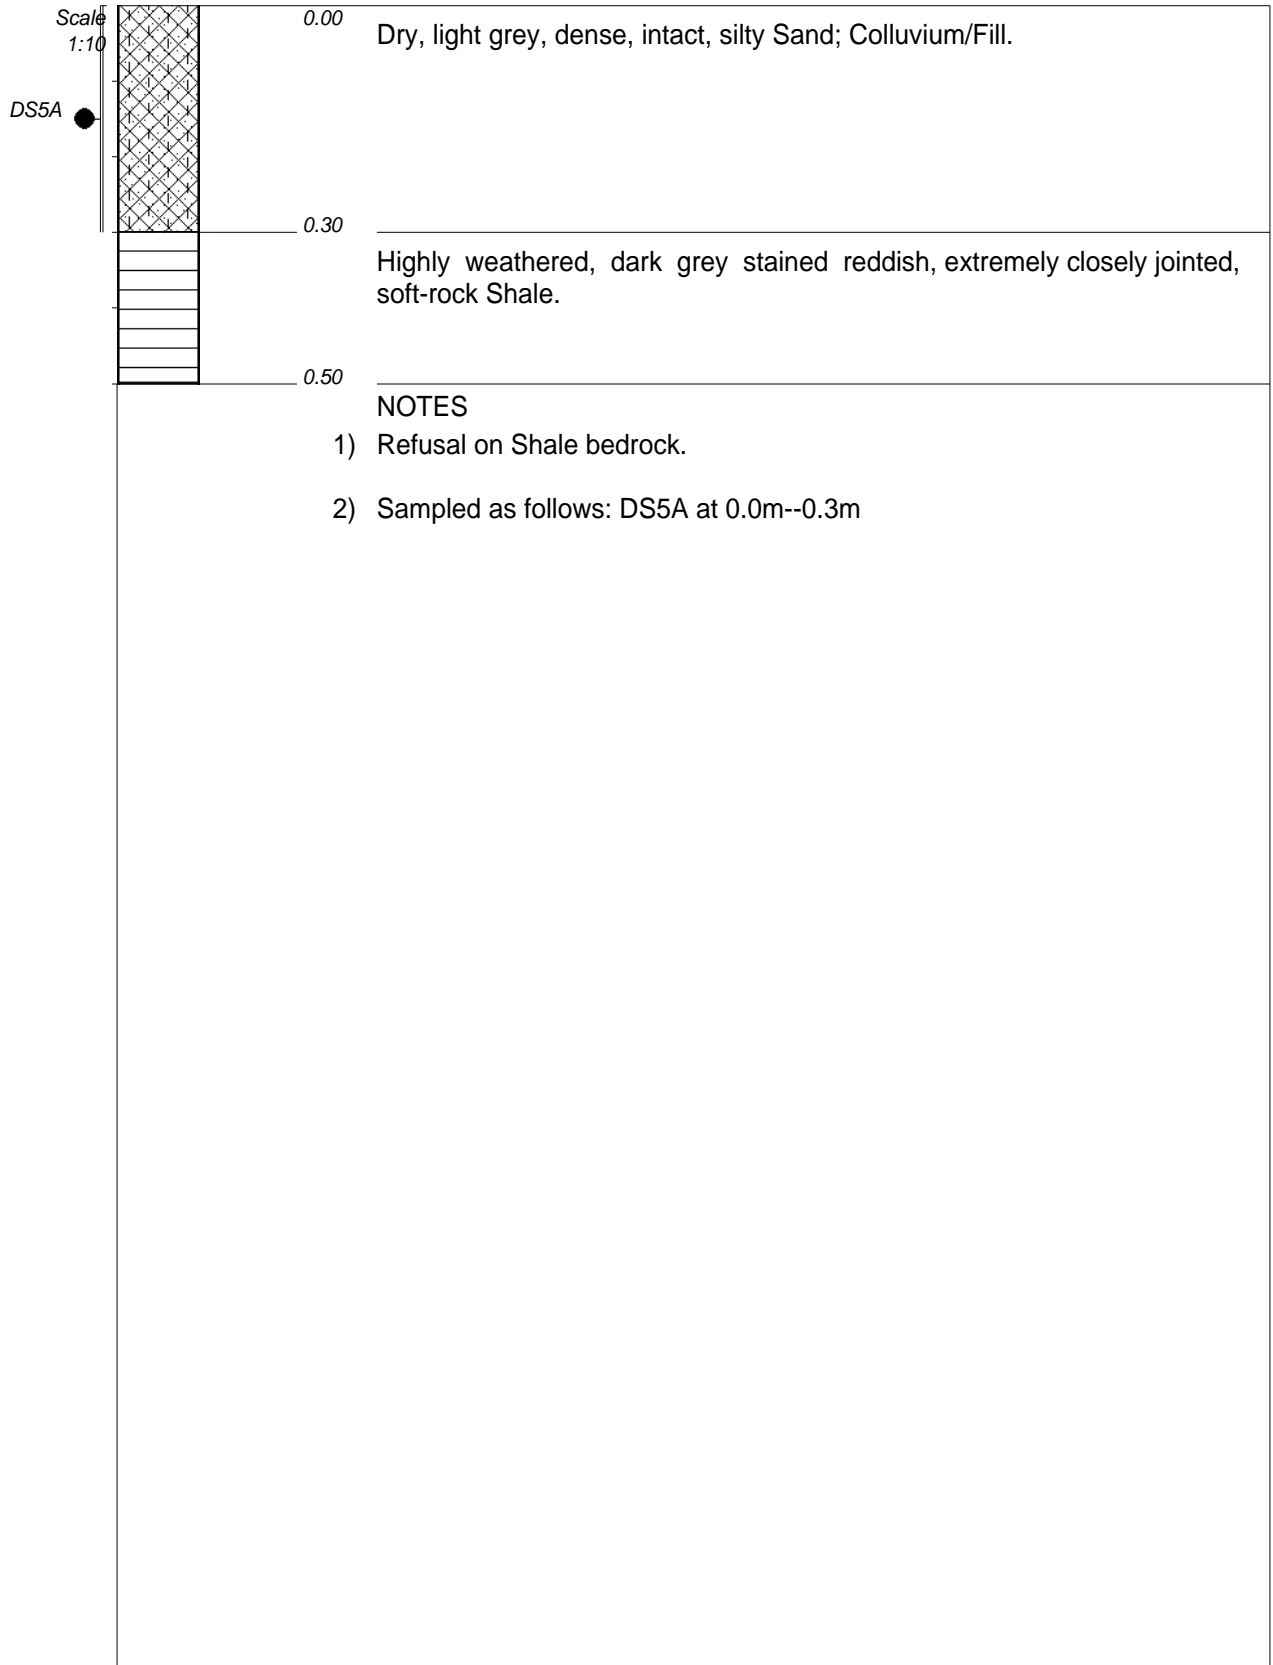 Scale
1:10
0.00
Dry, light grey, dense, intact, silty Sand; Colluvium/Fill.
DS5A
0.30
Highly weathered, dark grey stained reddish, extremely closely jointed,
soft-rock Shale.
0.50
NOTES
1) Refusal on Shale bedrock.
2) Sampled as follows: DS5A at 0.0m--0.3m